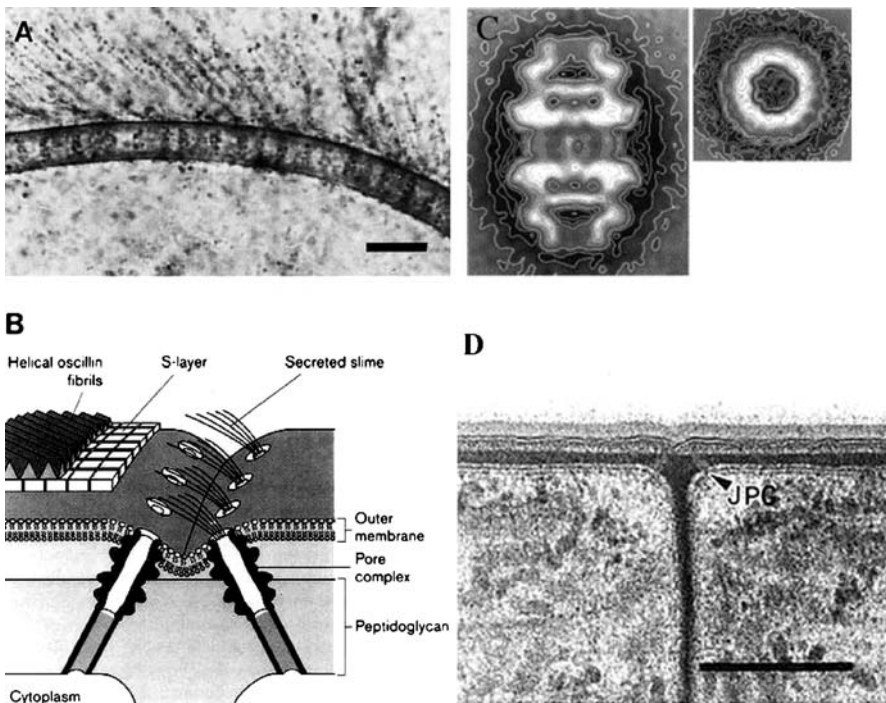 A
C
B
Helical oscillin
fibrils
S-layer
Secreted slime
Outer
membrane
Pore
complex
Peptidoglycan
Cytoplasm
D
JPC